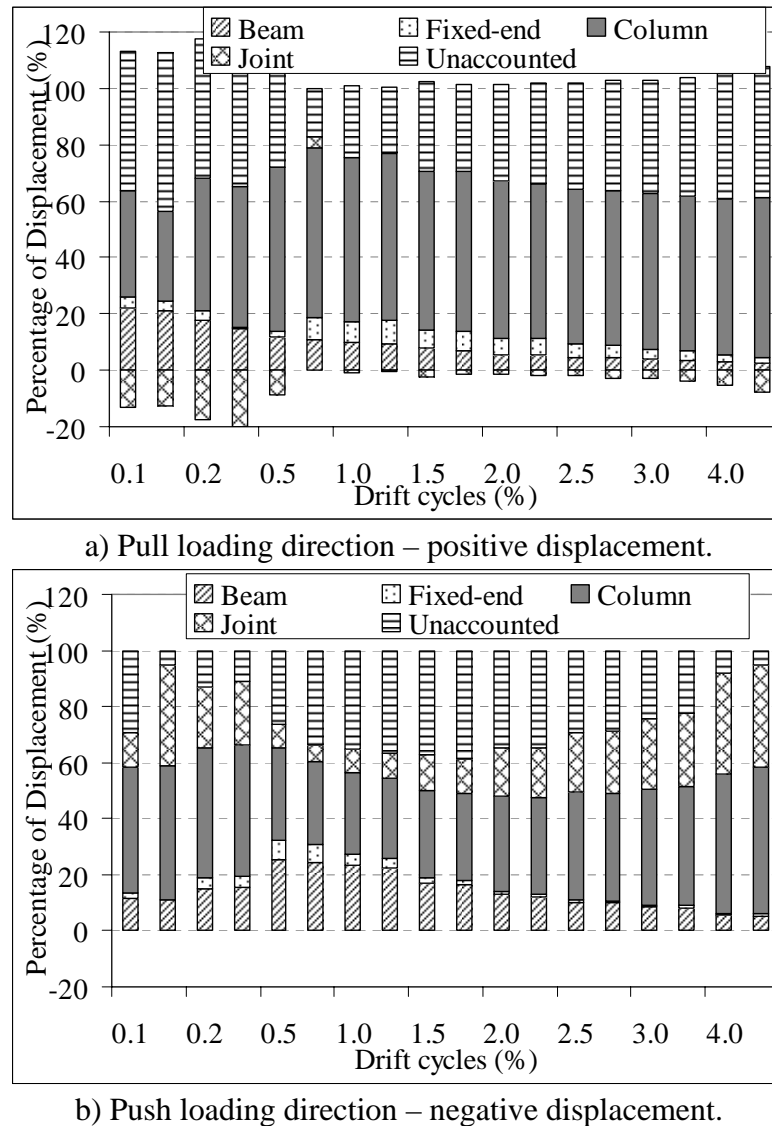 120
100
80
60
40
20
0
-20
Percentage of Displacement (%)
Beam Fixed-end Column
Joint Unaccounted
0.1 0.2 0.5 1.0 1.5 2.0 2.5 3.0 4.0
Drift cycles (%)
a) Pull loading direction – positive displacement.
120
100
80
60
40
20
0
-20
Percentage of Displacement (%)
Beam Fixed-end Column
Joint Unaccounted
0.1 0.2 0.5 1.0 1.5 2.0 2.5 3.0 4.0
Drift cycles (%)
b) Push loading direction – negative displacement.